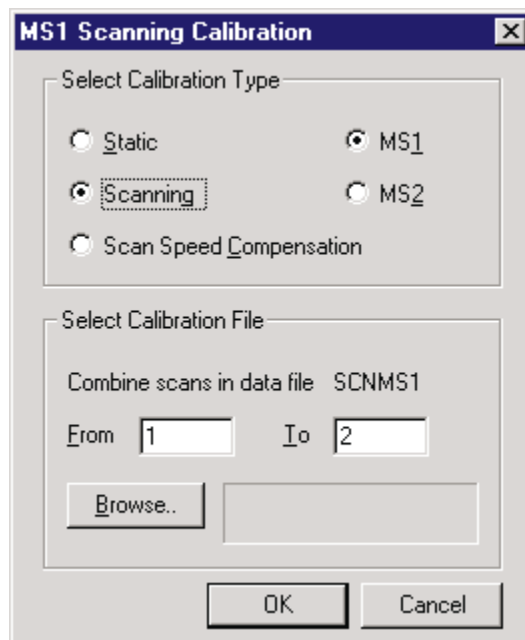 MS1 Scanning Calibration
Select Calibration Type
Static MS1
Scanning MS2
Scan Speed Compensation
Select Calibration File
Combine scans in data file SCNMS1
From 1 To 2
Browse..
OK Cancel